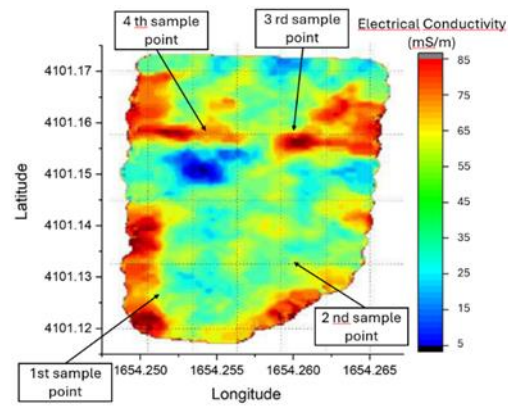 4 th sample
point
3 rd sample
point
Electrical Conductivity
(mS/m)
4101.17
4101.16
4101.15
4101.14
4101.13
4101.12
Latitude
85
75
65
55
45
35
25
15
5
1654.250
1654.255
1654.260
1654.265
Longitude
1st sample
point
2 nd sample
point